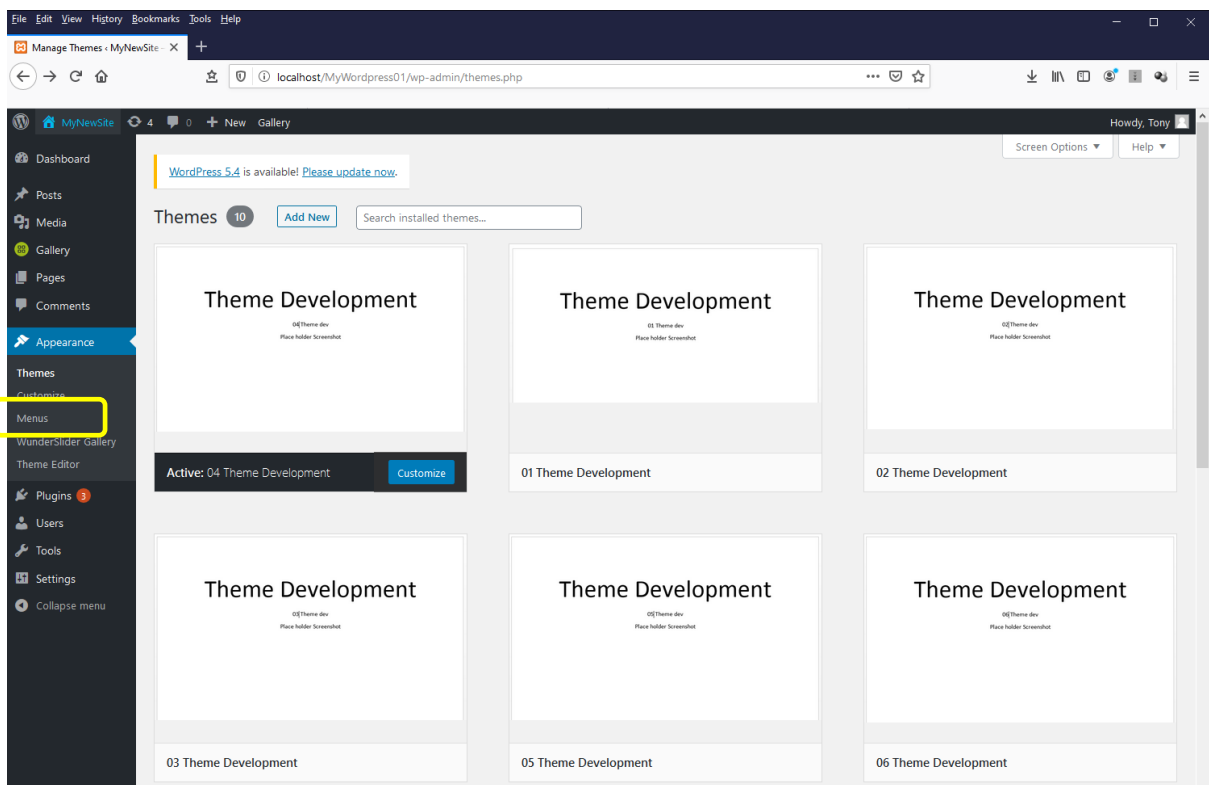 File Edit View History Bookmarks Tools Help
Manage Themes ‹ MyNewSite -
localhost/MyWordpress01/wp-admin/themes.php
MyNewSite 4 0 + New Gallery Howdy, Tony
Screen Options Help
Dashboard
Posts
Media
Gallery
Pages
Comments
Appearance
Themes
Customize
Menus
WunderSlider Gallery
Theme Editor
Plugins 3
Users
Tools
Settings
Collapse menu
WordPress 5.4 is available! Please update now.
Themes 10 Add New Search installed themes...
Theme Development
04 Theme dev
Place holder Screenshot
Active: 04 Theme Development Customize
Theme Development
01 Theme dev
Place holder Screenshot
01 Theme Development
Theme Development
02 Theme dev
Place holder Screenshot
02 Theme Development
Theme Development
03 Theme dev
Place holder Screenshot
03 Theme Development
Theme Development
05 Theme dev
Place holder Screenshot
05 Theme Development
Theme Development
06 Theme dev
Place holder Screenshot
06 Theme Development